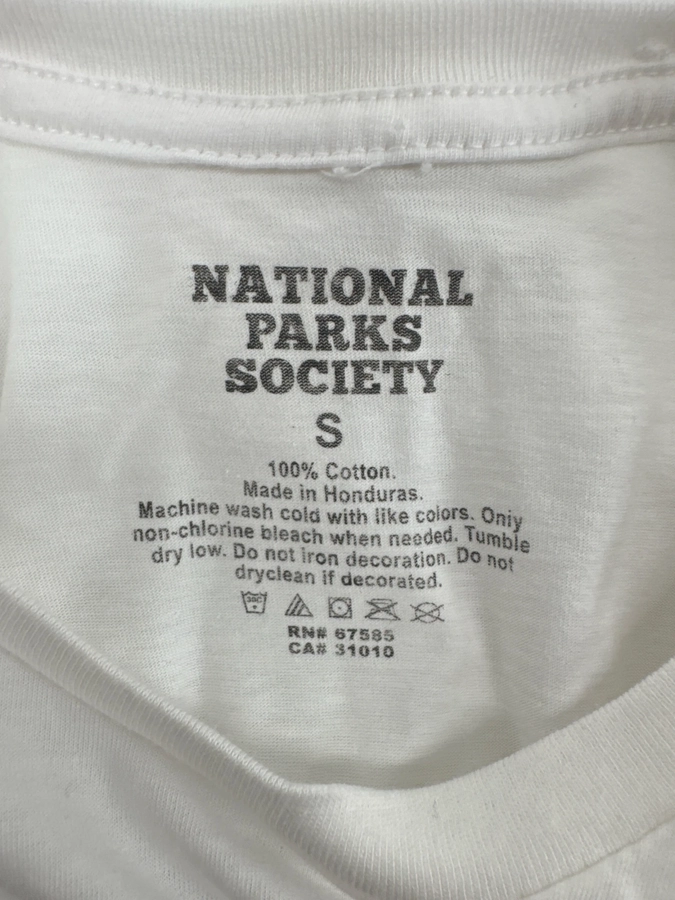 NATIONAL
PARKS
SOCIETY
S
100% Cotton.
Made in Honduras.
Machine wash cold with like colors. Only
non-chlorine bleach when needed. Tumble
dry low. Do not iron decoration. Do not
dryclean if decorated.
30C
RN# 67585
CA# 31010